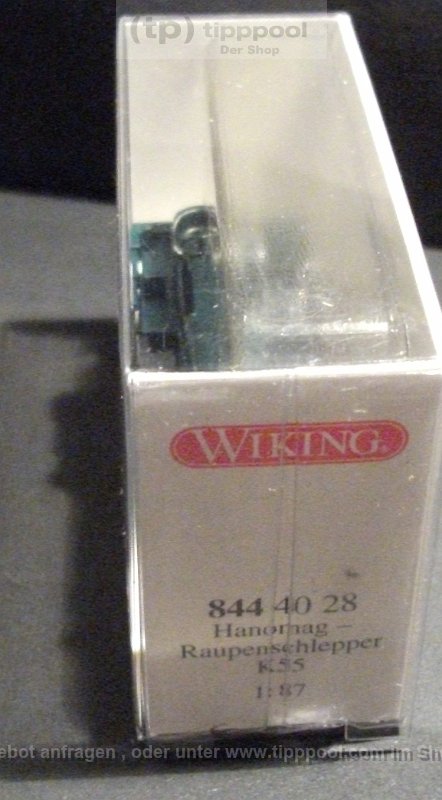 (tp) tipppool
Der Shop
WIKING®
844 40 28
Hanomag –
Raupenschlepper
K55
1:87
ebot anfragen , oder unter www.tipppool.com im Sh